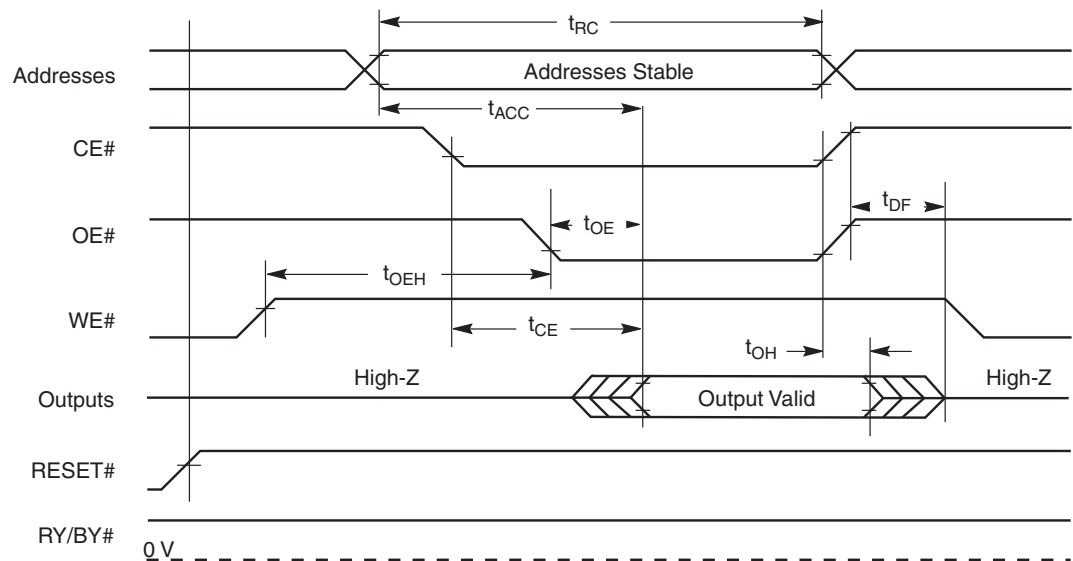 tRC
Addresses
Addresses Stable
tACC
CE#
tDF
OE#
tOE
tOEH
WE#
tCE
tOH
High-Z
High-Z
Outputs
Output Valid
RESET#
RY/BY#
0 V